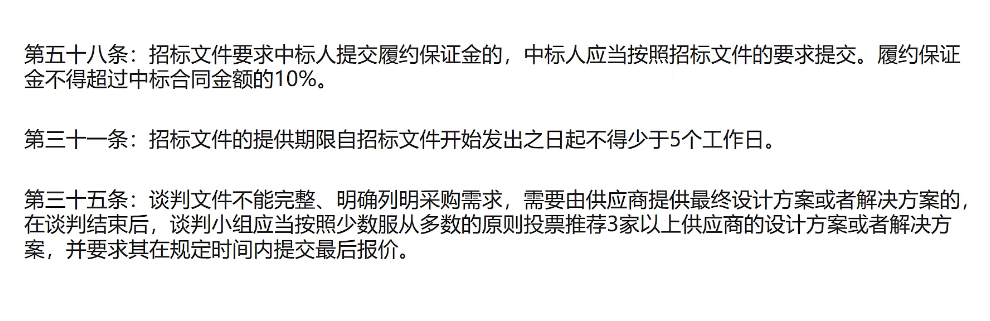 第五十八条：招标文件要求中标人提交履约保证金的，中标人应当按照招标文件的要求提交。履约保证
金不得超过中标合同金额的10%。
第三十一条：招标文件的提供期限自招标文件开始发出之日起不得少于5个工作日。
第三十五条：谈判文件不能完整、明确列明采购需求，需要由供应商提供最终设计方案或者解决方案的，
在谈判结束后，谈判小组应当按照少数服从多数的原则投票推荐3家以上供应商的设计方案或者解决方
案，并要求其在规定时间内提交最后报价。